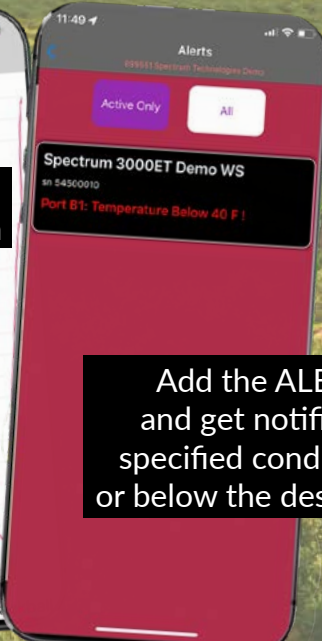 11:49
Alerts
Spectrum Technologies Demo
Active Only
All
Spectrum 3000ET Demo WS
sn 54500010
Port B1: Temperature Below 40 F !
Add the ALE
and get notifi
specified cond
or below the des